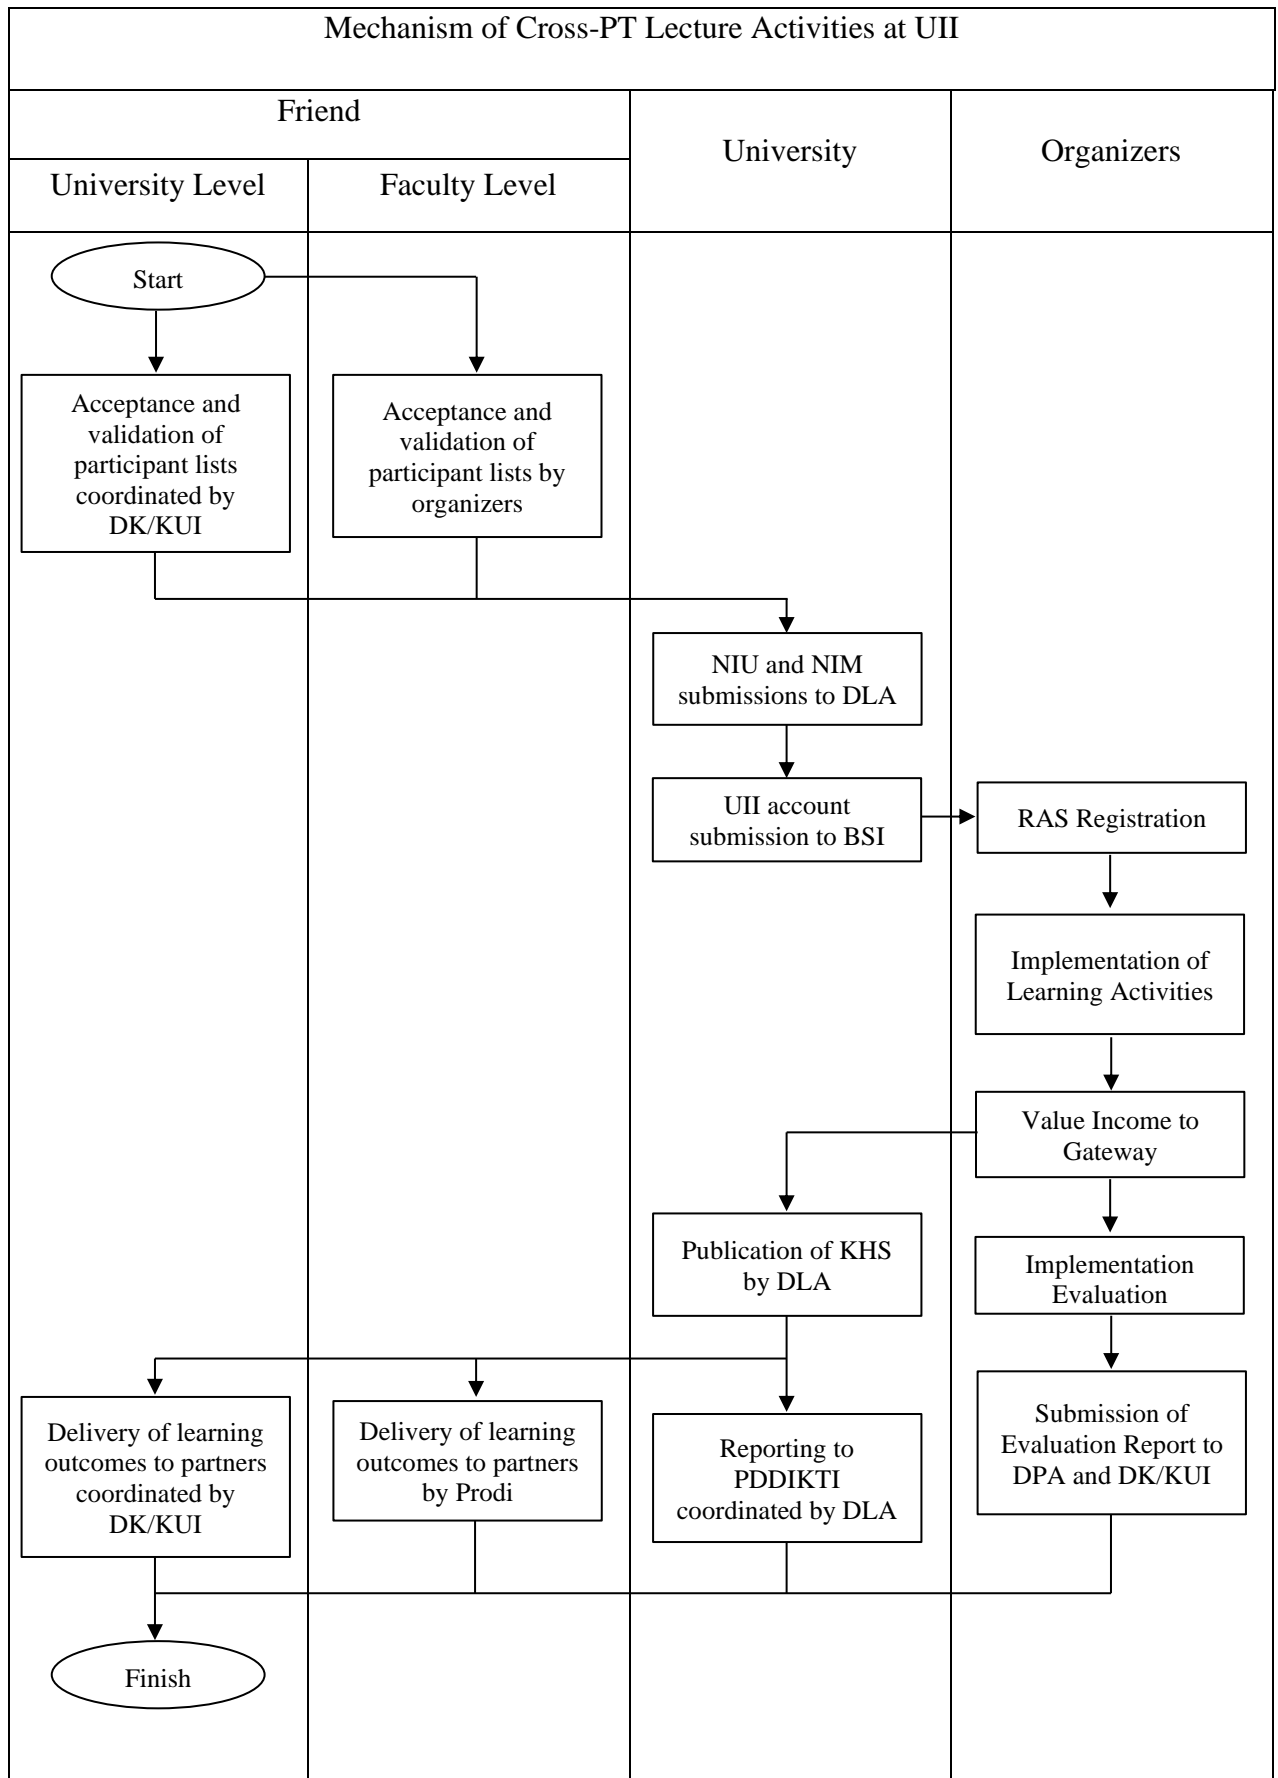 Mechanism of Cross-PT Lecture Activities at UII
Friend
University
Organizers
University Level
Faculty Level
Start
Acceptance and
validation of
participant lists
coordinated by
DK/KUI
Acceptance and
validation of
participant lists by
organizers
NIU and NIM
submissions to DLA
UII account
submission to BSI
RAS Registration
Implementation of
Learning Activities
Value Income to
Gateway
Publication of KHS
by DLA
Implementation
Evaluation
Delivery of learning
outcomes to partners
coordinated by
DK/KUI
Delivery of learning
outcomes to partners
by Prodi
Reporting to
PDDIKTI
coordinated by DLA
Submission of
Evaluation Report to
DPA and DK/KUI
Finish